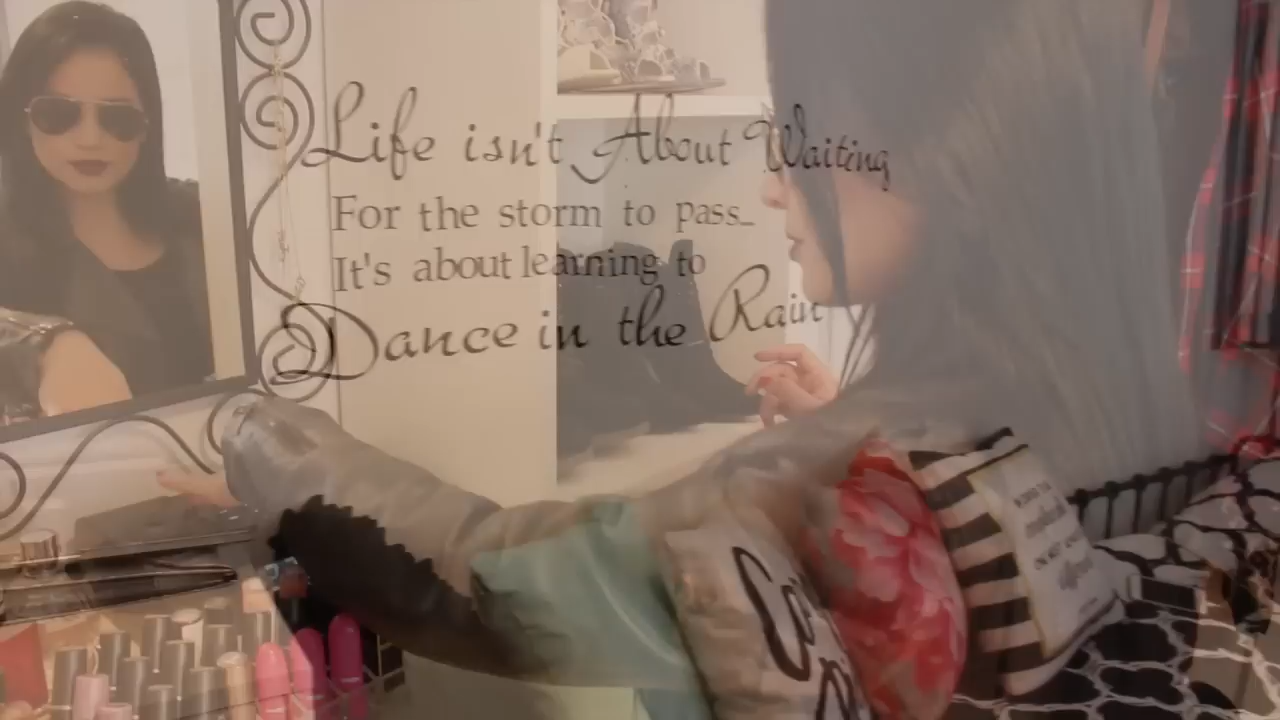 Life isn't About Waiting
For the storm to pass...
It's about learning to
Dance in the Rain